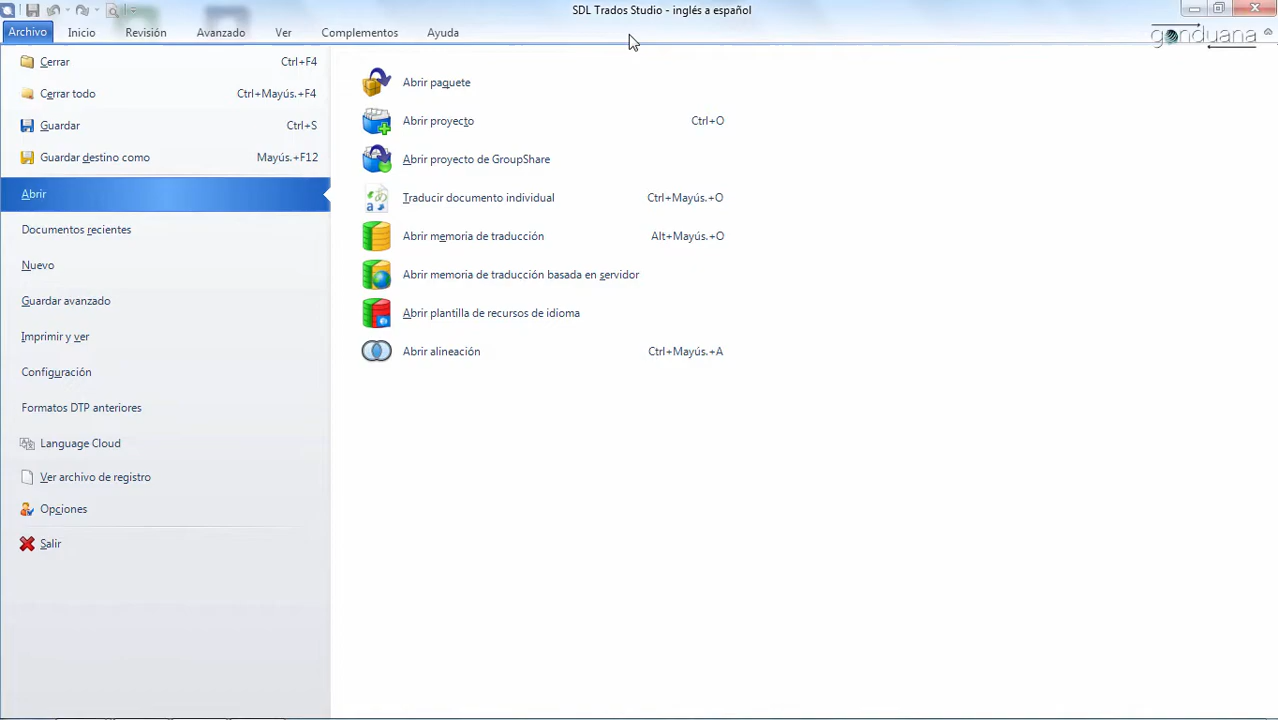 SDL Trados Studio - inglés a español
Archivo Inicio Revisión Avanzado Ver Complementos Ayuda
gonduana
Cerrar Ctrl+F4
Cerrar todo Ctrl+Mayús.+F4
Guardar Ctrl+S
Guardar destino como Mayús.+F12
Abrir
Documentos recientes
Nuevo
Guardar avanzado
Imprimir y ver
Configuración
Formatos DTP anteriores
Language Cloud
Ver archivo de registro
Opciones
Salir
Abrir paquete
Abrir proyecto Ctrl+O
Abrir proyecto de GroupShare
Traducir documento individual Ctrl+Mayús.+O
Abrir memoria de traducción Alt+Mayús.+O
Abrir memoria de traducción basada en servidor
Abrir plantilla de recursos de idioma
Abrir alineación Ctrl+Mayús.+A